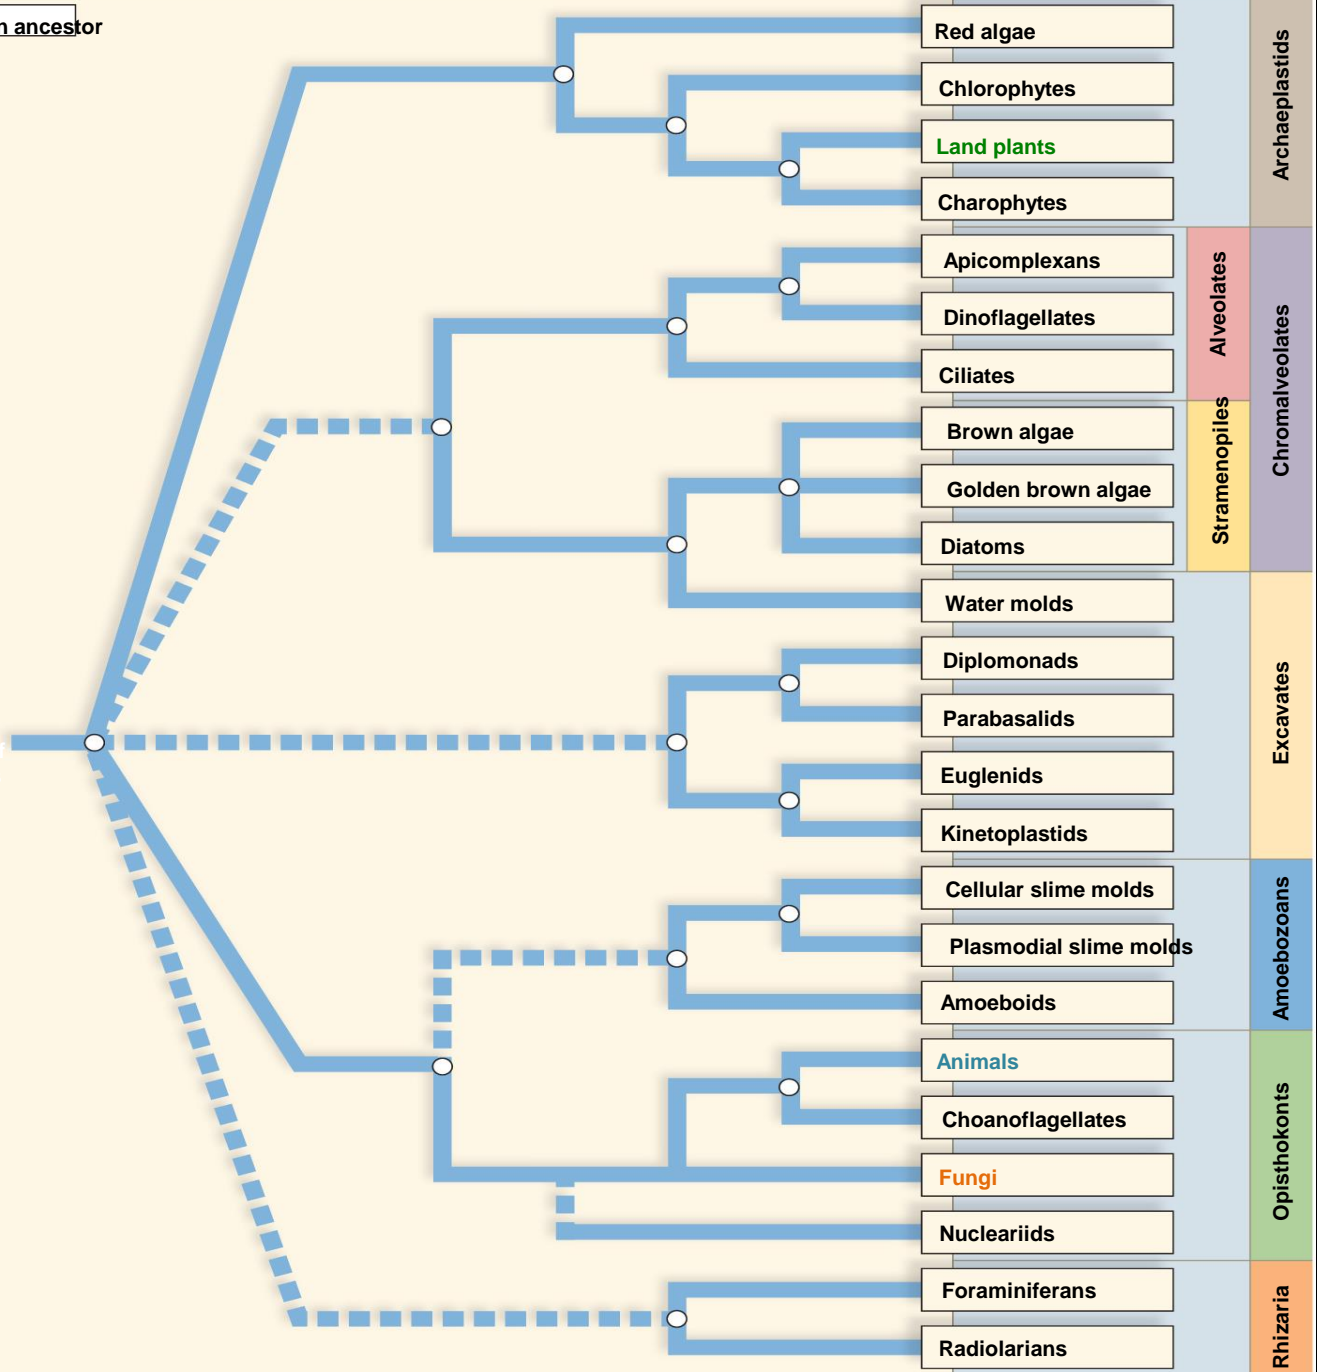 n ancestor
Red algae
Chlorophytes
Land plants
Charophytes
Archaeplastids
Apicomplexans
Dinoflagellates
Ciliates
Alveolates
Brown algae
Golden brown algae
Diatoms
Water molds
Stramenopiles
Chromalveolates
Diplomonads
Parabasalids
Euglenids
Kinetoplastids
Excavates
Cellular slime molds
Plasmodial slime molds
Amoeboids
Amoebozoans
Animals
Choanoflagellates
Fungi
Nucleariids
Opisthokonts
Foraminiferans
Radiolarians
Rhizaria